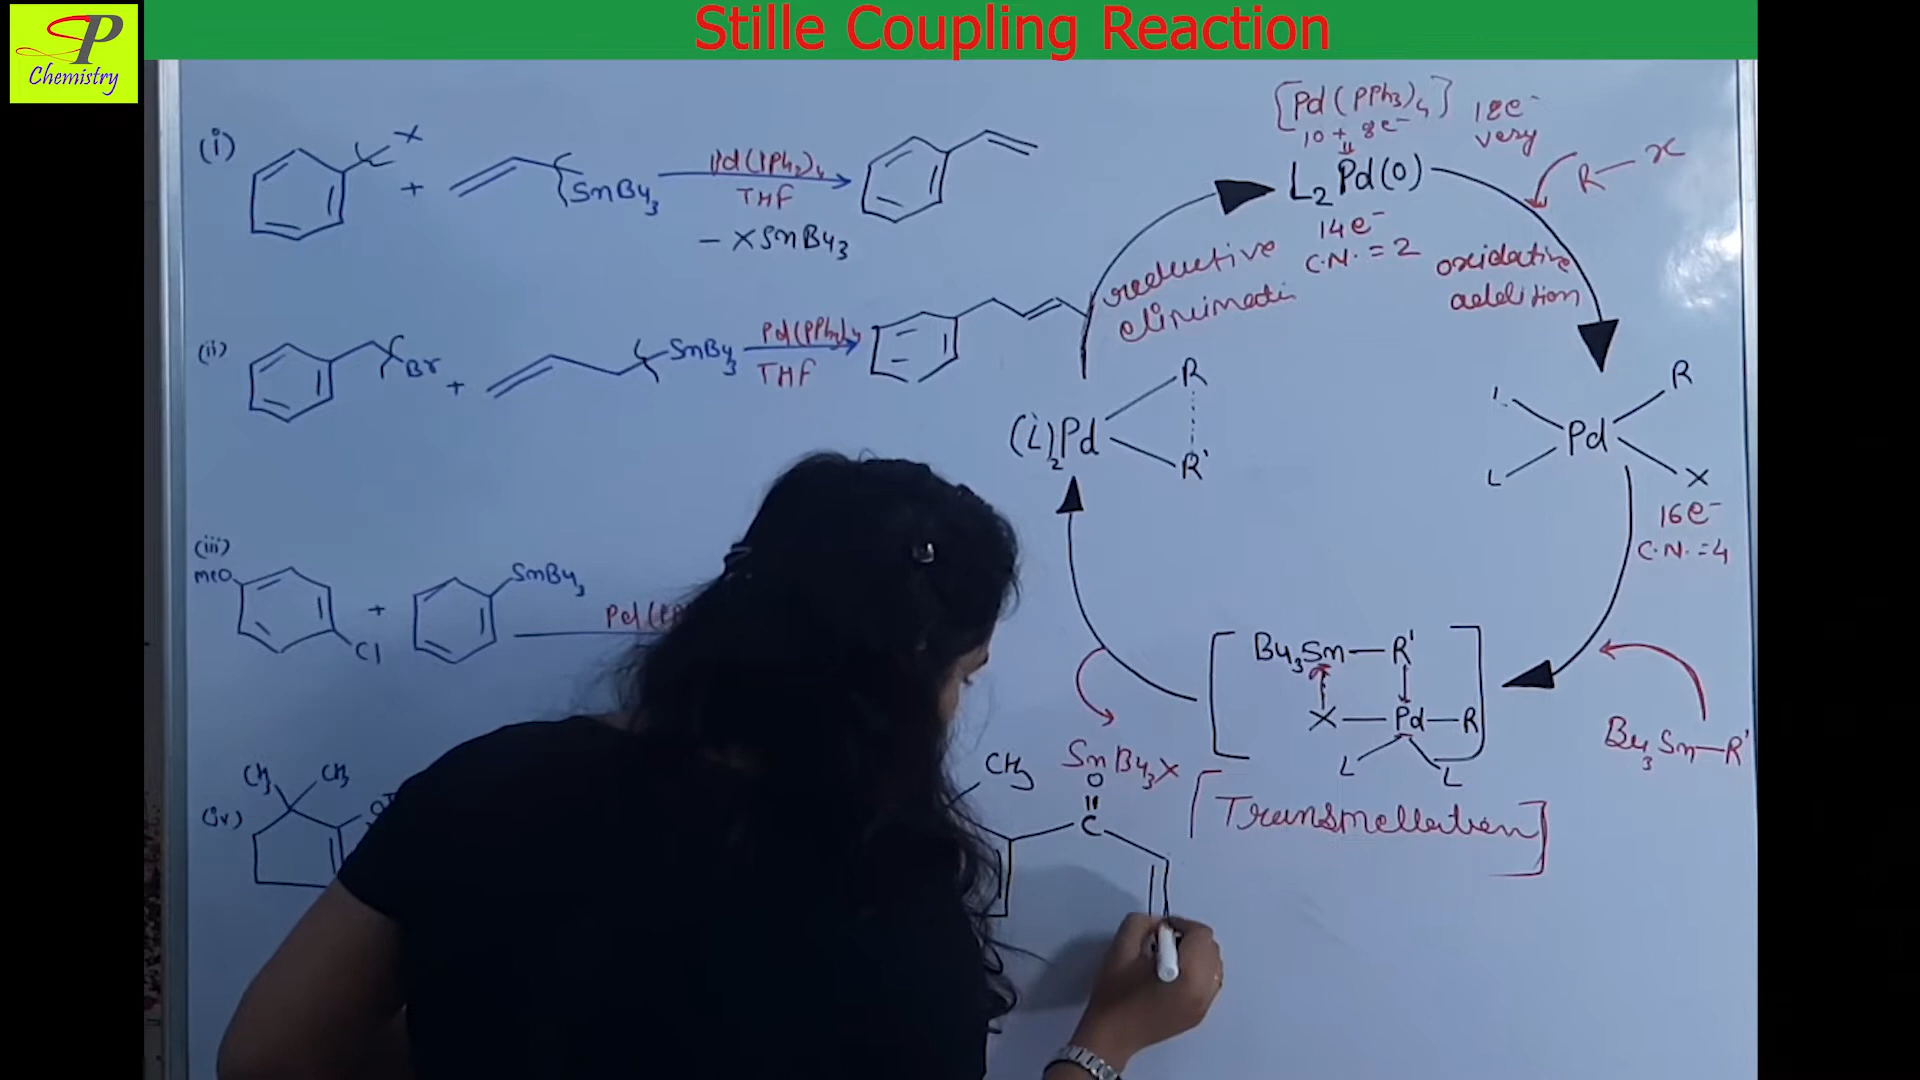 SP
Chemistry
Stille Coupling Reaction
(i)
X
+
SnBu3
Pd(PPh3)4
THF
- XSnBu3
(ii)
Br
+
SnBu3
Pd(PPh3)4
THF
(iii)
MeO
Cl
+
SnBu3
(iv)
CH3
CH3
CH3
O
C
[Pd(PPh3)4]
10 + 8e-
18e-
very
L2Pd(0)
14e-
C.N. = 2
R-X
oxidative
addition
L
L
Pd
R
X
16e-
C.N. = 4
Bu3Sn-R'
Bu3Sn-R'
X-Pd-R
L
L
[Transmellation]
SnBu3X
(L)2Pd
R
R'
reductive